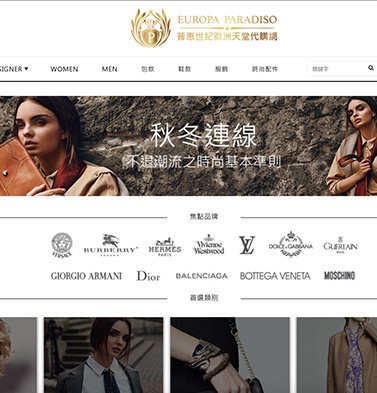 EUROPA PARADISO
普惠世紀歐洲天堂代購網
SIGNER ▼ WOMEN MEN 包款 鞋款 服飾 時尚配件 關鍵字
秋冬連線
不退潮流之時尚基本準則
焦點品牌
VERSACE BURBERRY LONDON HERMÈS PARIS Vivienne Westwood LV DOLCE & GABBANA GUERLAIN PARIS
GIORGIO ARMANI Dior BALENCIAGA BOTTEGA VENETA MOSCHINO
首選類別